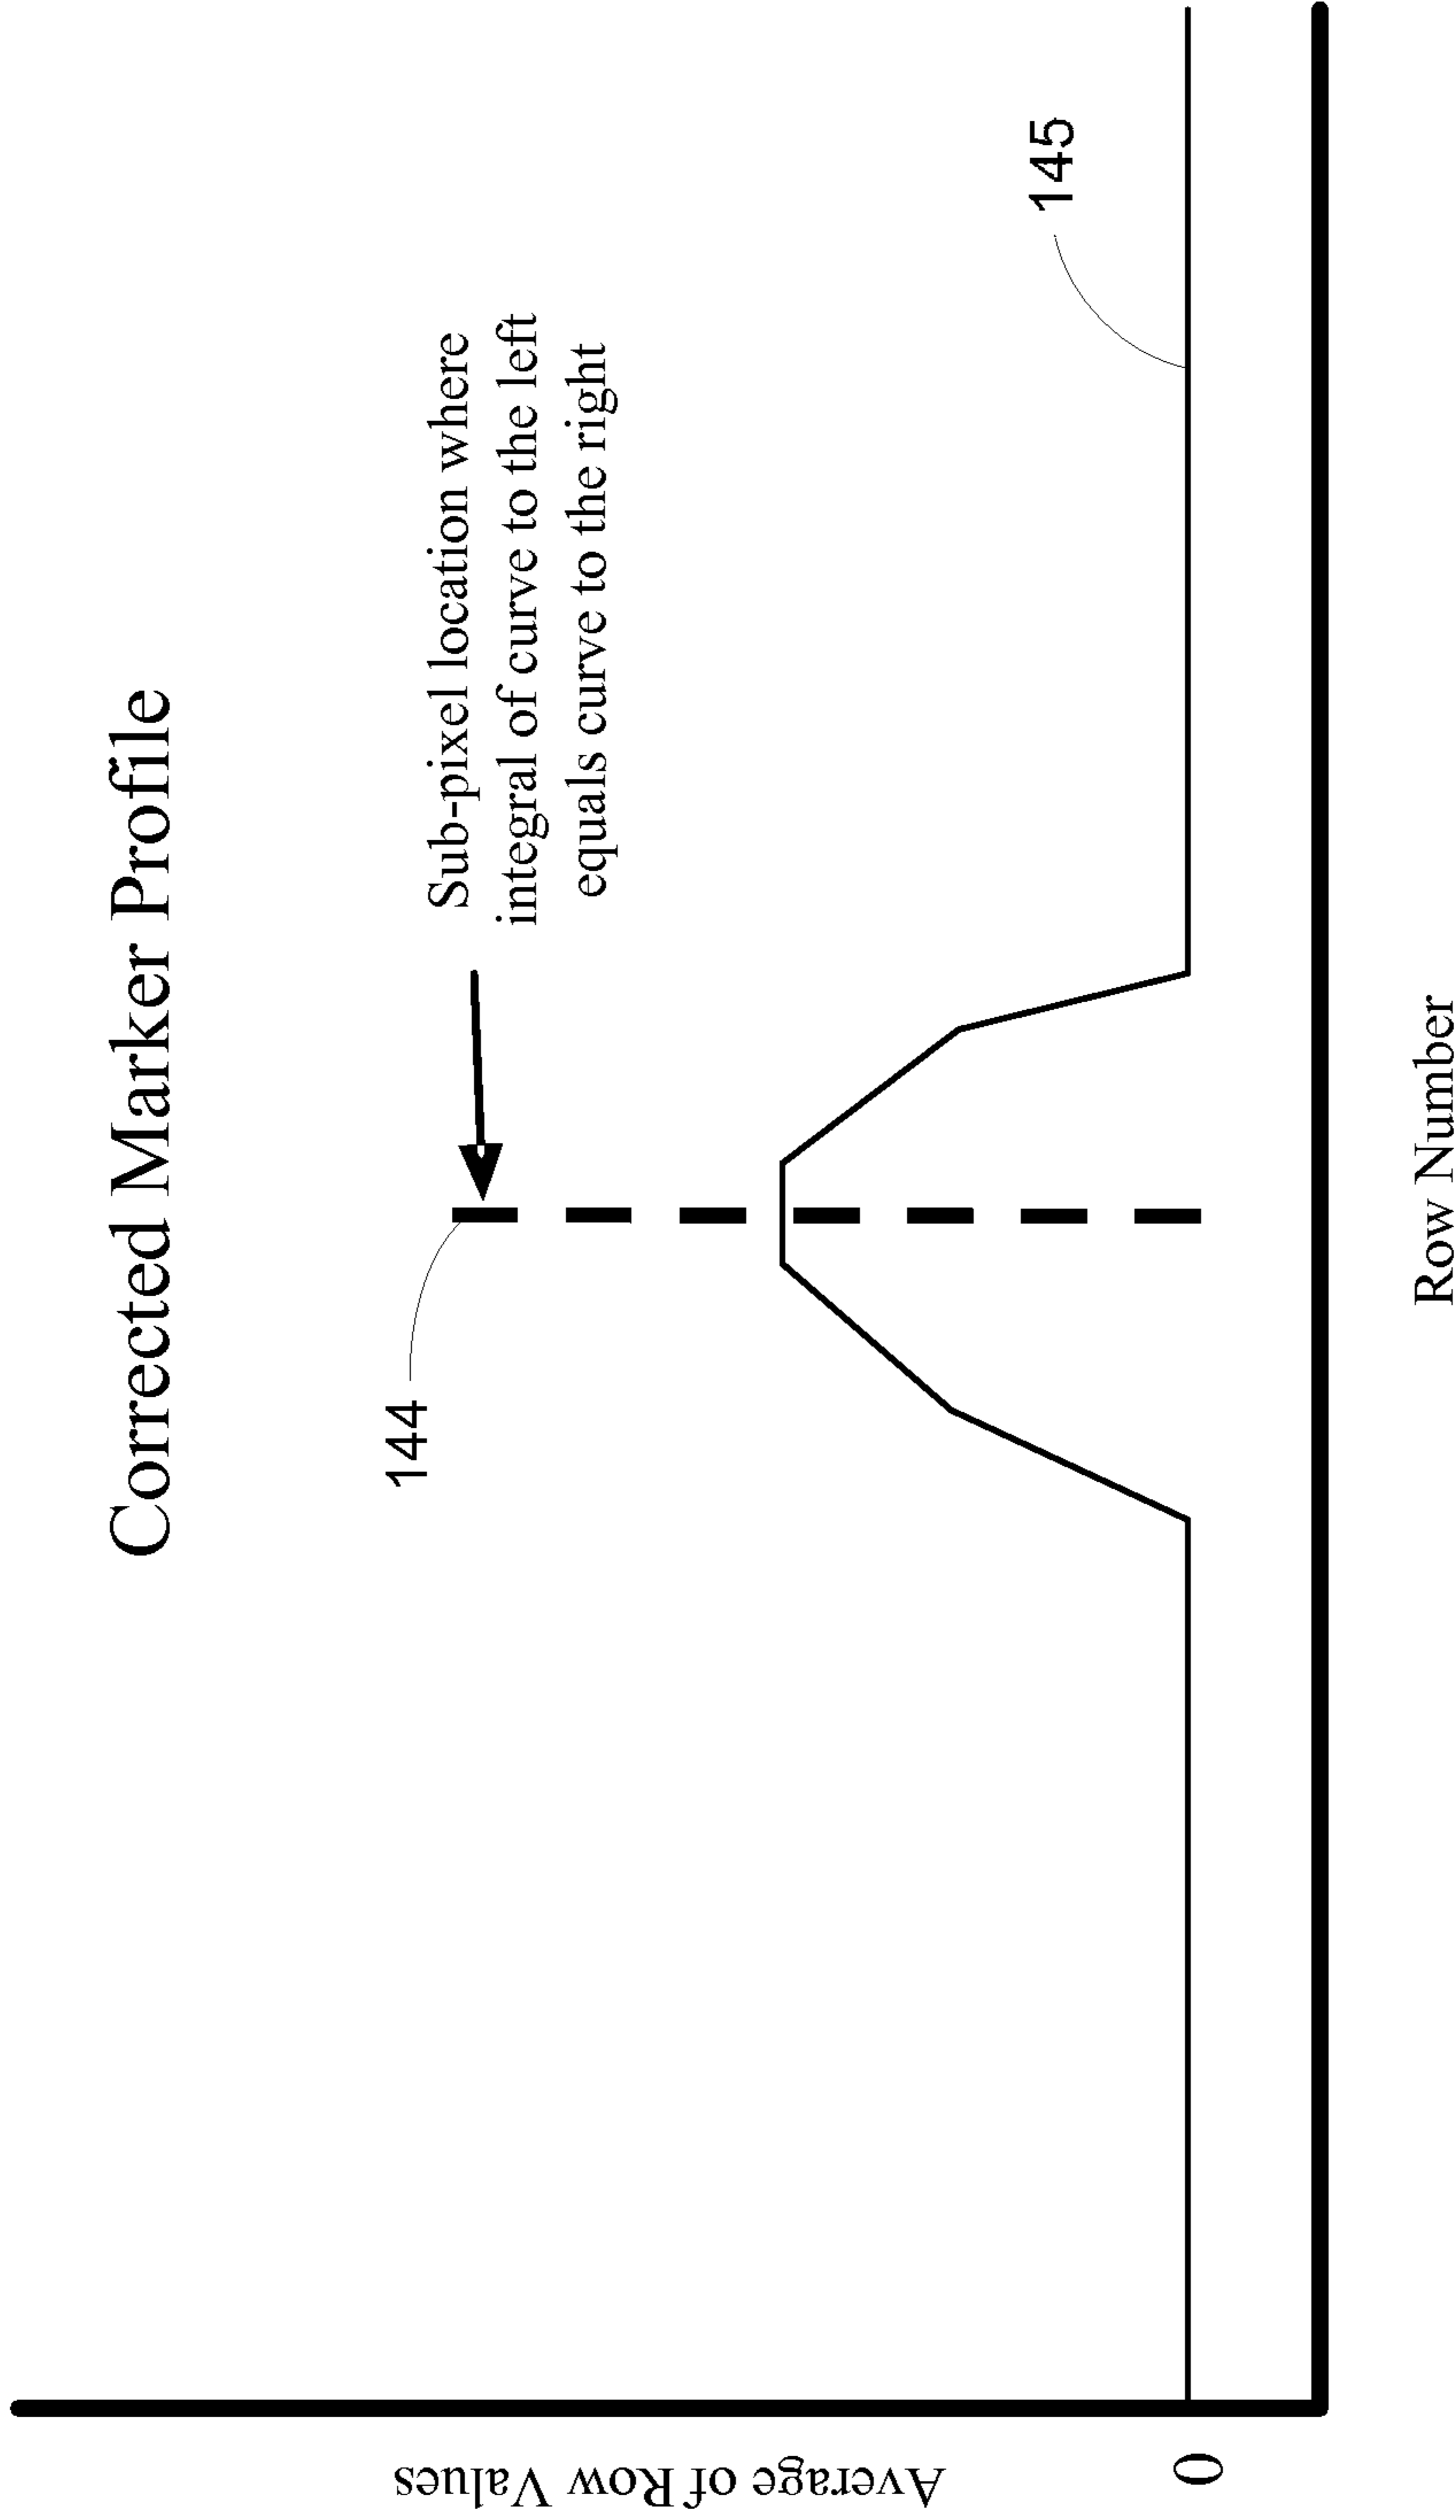 Corrected Marker Profile
144
Sub-pixel location where
integral of curve to the left
equals curve to the right
145
Average of Row Values
0
Row Number